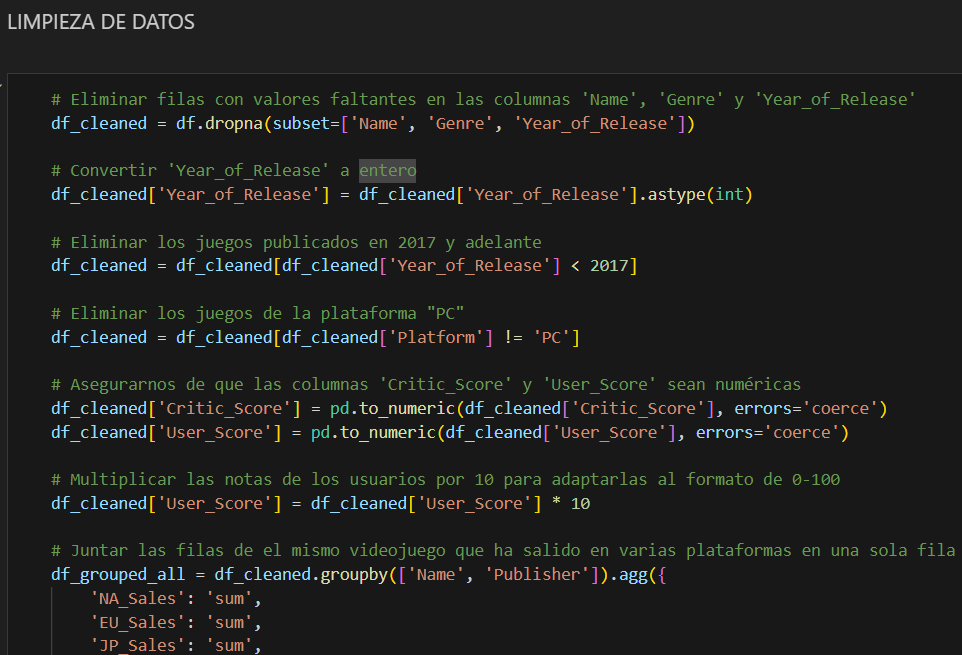 LIMPIEZA DE DATOS
# Eliminar filas con valores faltantes en las columnas 'Name', 'Genre' y 'Year_of_Release'
df_cleaned = df.dropna(subset=['Name', 'Genre', 'Year_of_Release'])
# Convertir 'Year_of_Release' a entero
df_cleaned['Year_of_Release'] = df_cleaned['Year_of_Release'].astype(int)
# Eliminar los juegos publicados en 2017 y adelante
df_cleaned = df_cleaned[df_cleaned['Year_of_Release'] < 2017]
# Eliminar los juegos de la plataforma "PC"
df_cleaned = df_cleaned[df_cleaned['Platform'] != 'PC']
# Asegurarnos de que las columnas 'Critic_Score' y 'User_Score' sean numéricas
df_cleaned['Critic_Score'] = pd.to_numeric(df_cleaned['Critic_Score'], errors='coerce')
df_cleaned['User_Score'] = pd.to_numeric(df_cleaned['User_Score'], errors='coerce')
# Multiplicar las notas de los usuarios por 10 para adaptarlas al formato de 0-100
df_cleaned['User_Score'] = df_cleaned['User_Score'] * 10
# Juntar las filas de el mismo videojuego que ha salido en varias plataformas en una sola fila
df_grouped_all = df_cleaned.groupby(['Name', 'Publisher']).agg({
'NA_Sales': 'sum',
'EU_Sales': 'sum',
'JP_Sales': 'sum',